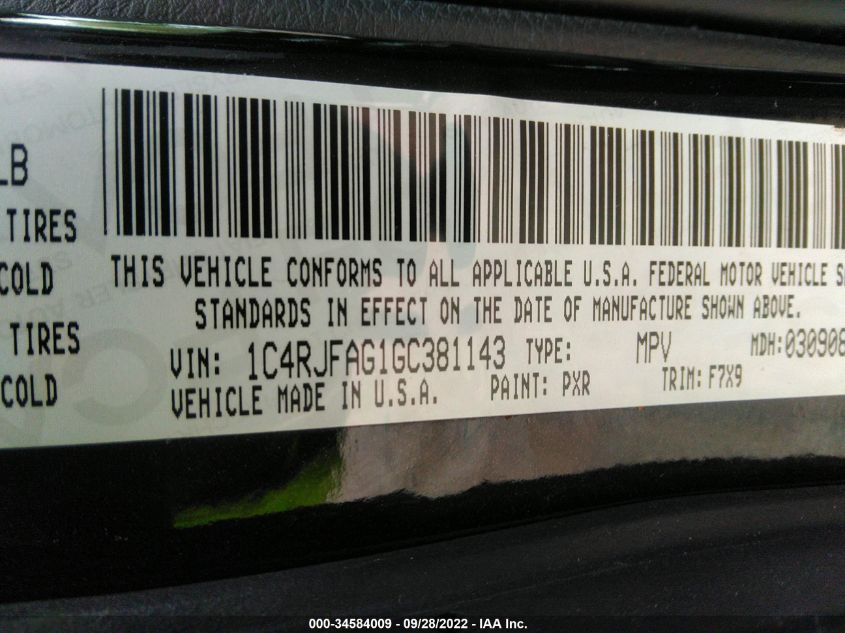 LB
TIRES
COLD
TIRES
COLD
THIS VEHICLE CONFORMS TO ALL APPLICABLE U.S.A. FEDERAL MOTOR VEHICLE
STANDARDS IN EFFECT ON THE DATE OF MANUFACTURE SHOWN ABOVE.
VIN: 1C4RJFAG1GC381143 TYPE: MPV MDH:030908
VEHICLE MADE IN U.S.A. PAINT: PXR TRIM: F7X9
000-34584009 - 09/28/2022 - IAA Inc.